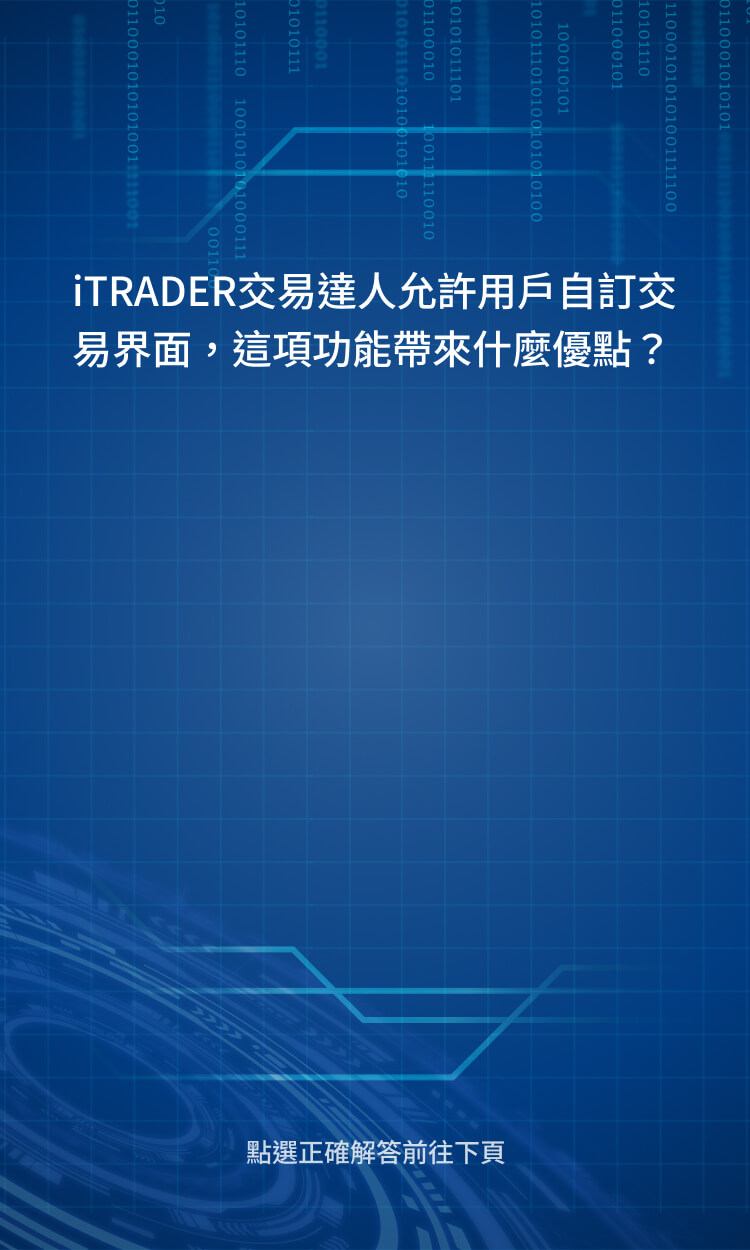 iTRADER交易達人允許用戶自訂交
易界面，這項功能帶來什麼優點？
點選正確解答前往下頁